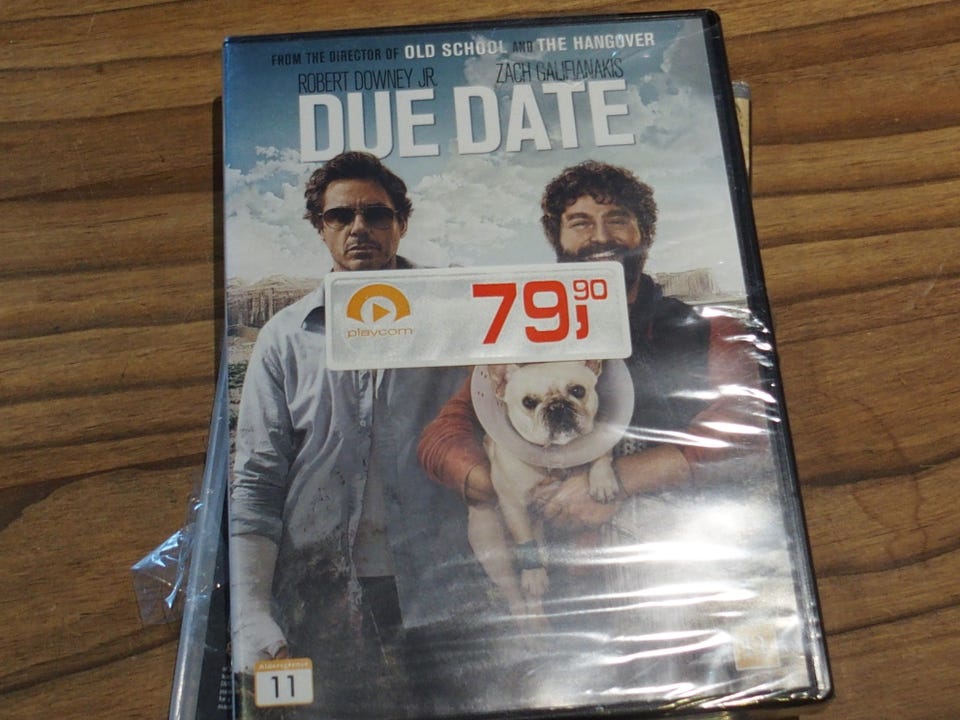 FROM THE DIRECTOR OF OLD SCHOOL AND THE HANGOVER
ROBERT DOWNEY JR. ZACH GALIFIANAKIS
DUE DATE
playcom 79,90
Aldersgrense
11